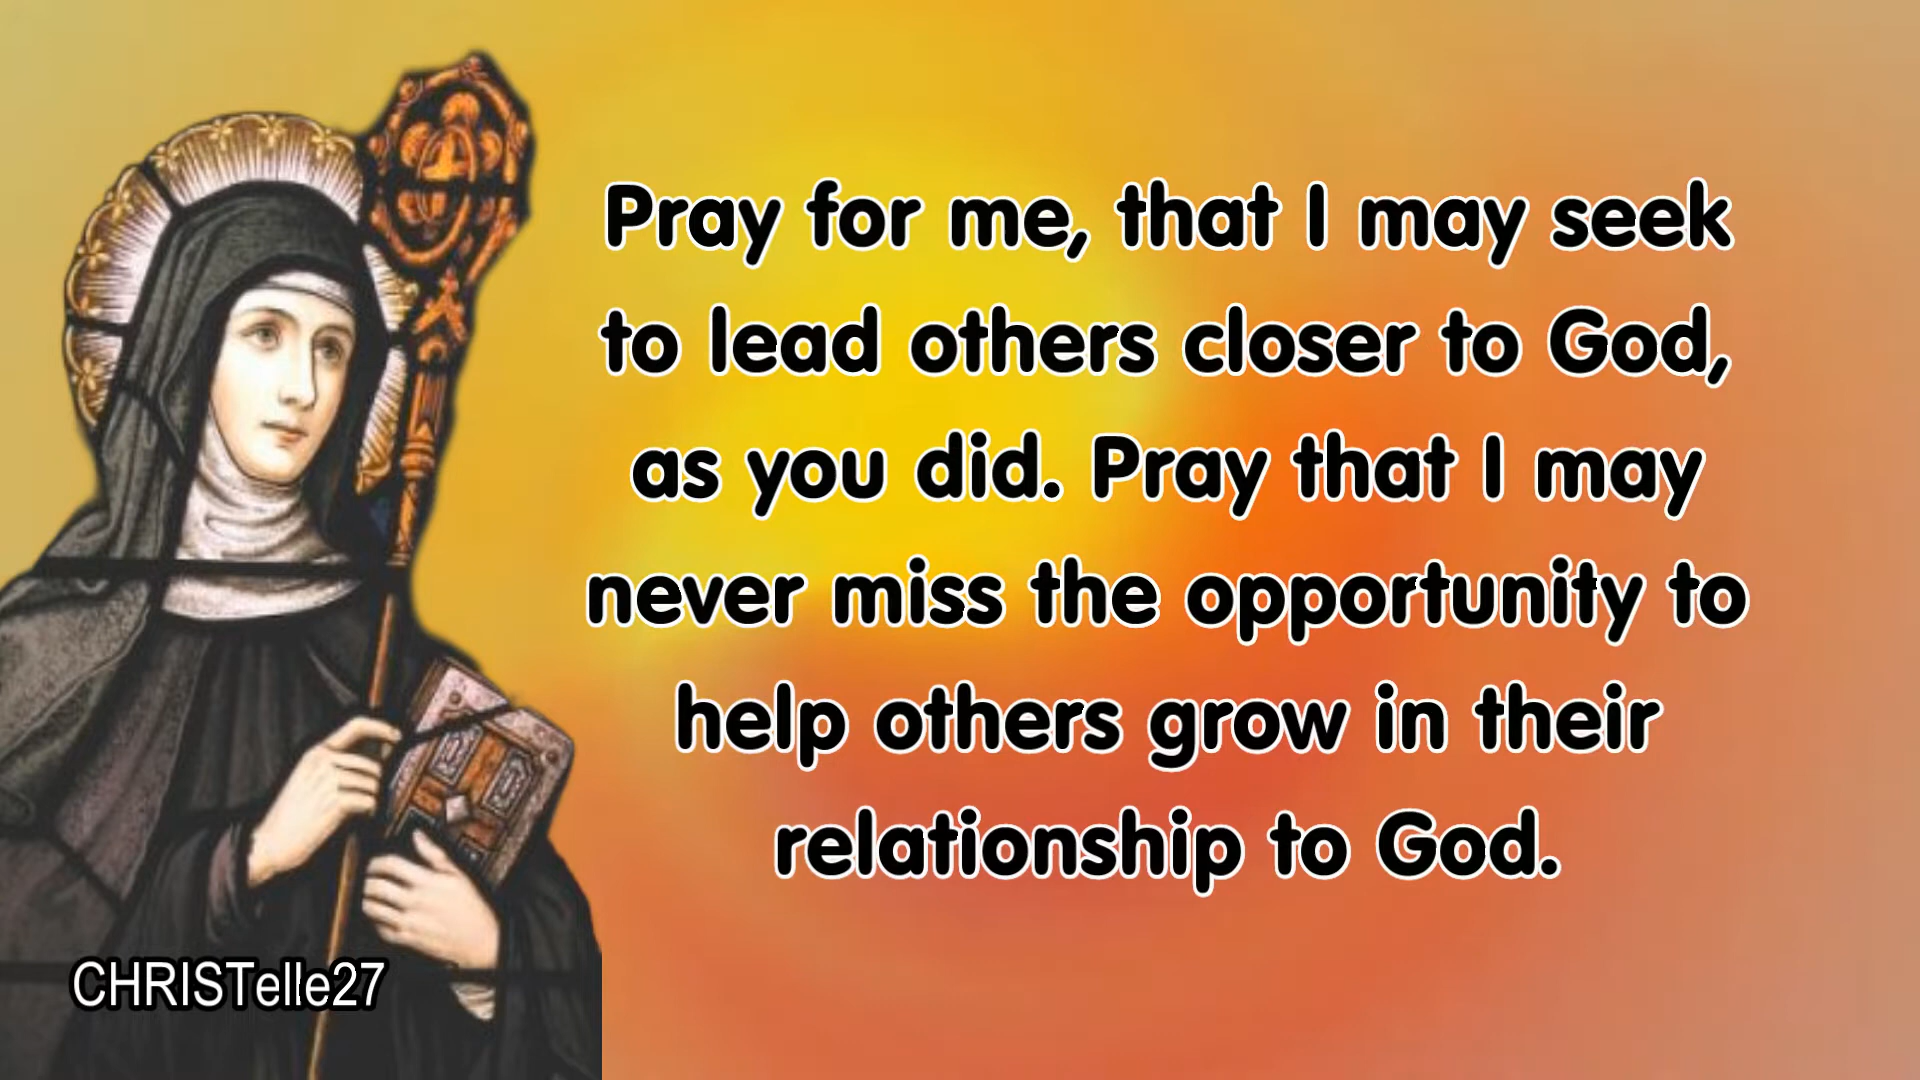 Pray for me, that I may seek
to lead others closer to God,
as you did. Pray that I may
never miss the opportunity to
help others grow in their
relationship to God.
CHRISTelle27